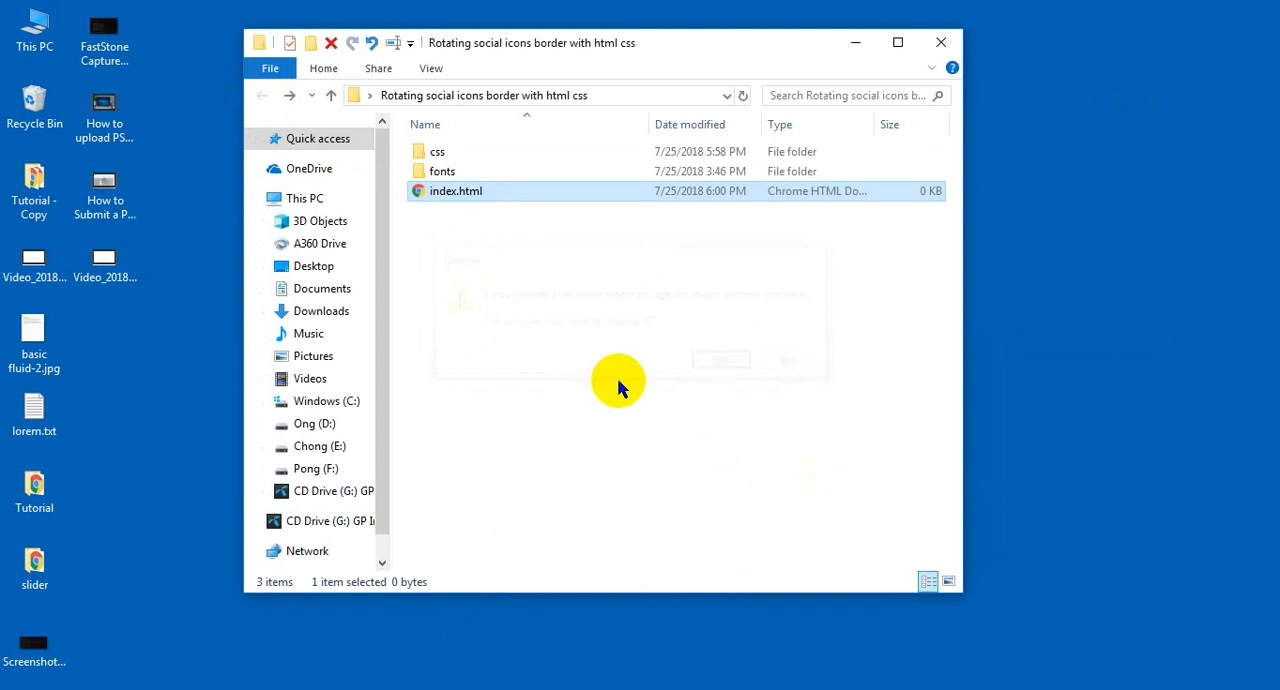 This PC
FastStone
Capture...
Recycle Bin
How to
upload PS...
Tutorial -
Copy
How to
Submit a P...
Video_2018...
Video_2018...
basic
fluid-2.jpg
lorem.txt
Tutorial
slider
Screenshot...
Rotating social icons border with html css
File
Home
Share
View
Rotating social icons border with html css
Search Rotating social icons b...
Quick access
OneDrive
This PC
3D Objects
A360 Drive
Desktop
Documents
Downloads
Music
Pictures
Videos
Windows (C:)
Ong (D:)
Chong (E:)
Pong (F:)
CD Drive (G:) GP
CD Drive (G:) GP I
Network
Name
Date modified
Type
Size
css
7/25/2018 5:58 PM
File folder
fonts
7/25/2018 3:46 PM
File folder
index.html
7/25/2018 6:00 PM
Chrome HTML Do...
0 KB
3 items
1 item selected
0 bytes